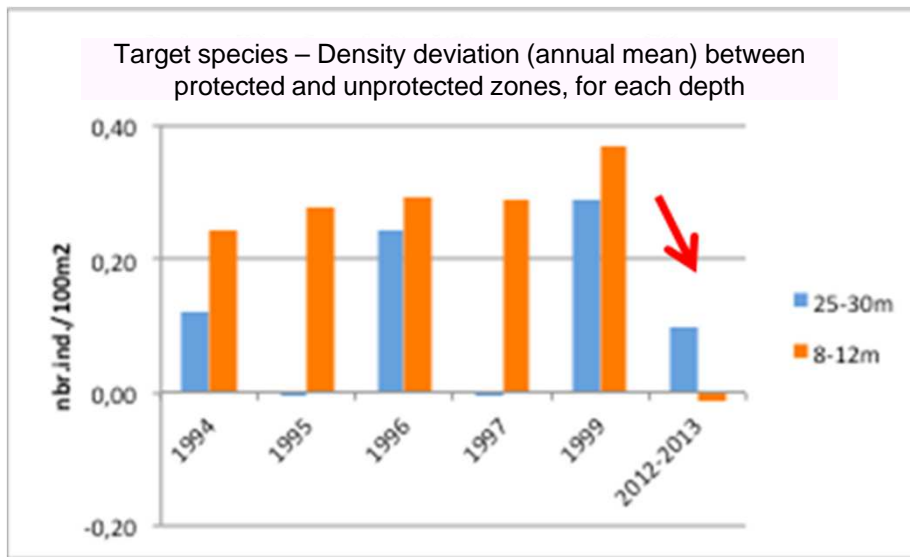 Target species – Density deviation (annual mean) between
protected and unprotected zones, for each depth
0,40
0,20
0,00
-0,20
nbr.ind./100m2
1994
1995
1996
1997
1999
2012-2013
25-30m
8-12m